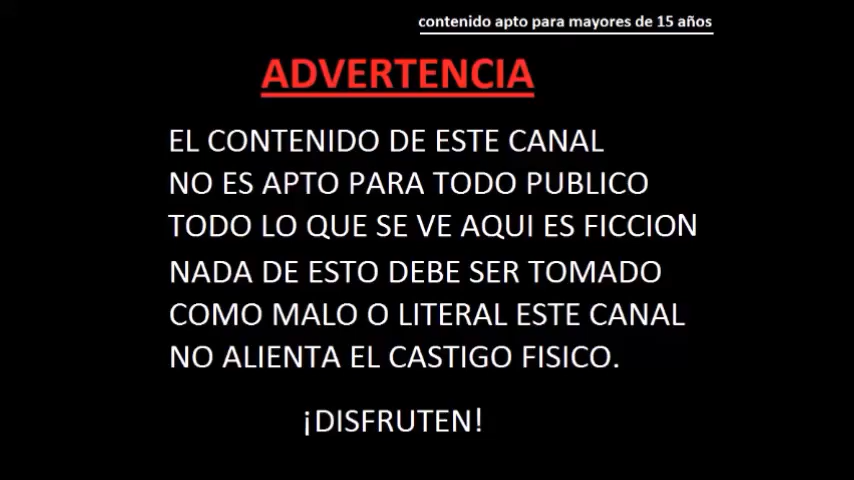 contenido apto para mayores de 15 años
ADVERTENCIA
EL CONTENIDO DE ESTE CANAL
NO ES APTO PARA TODO PUBLICO
TODO LO QUE SE VE AQUI ES FICCION
NADA DE ESTO DEBE SER TOMADO
COMO MALO O LITERAL ESTE CANAL
NO ALIENTA EL CASTIGO FISICO.
¡DISFRUTEN!